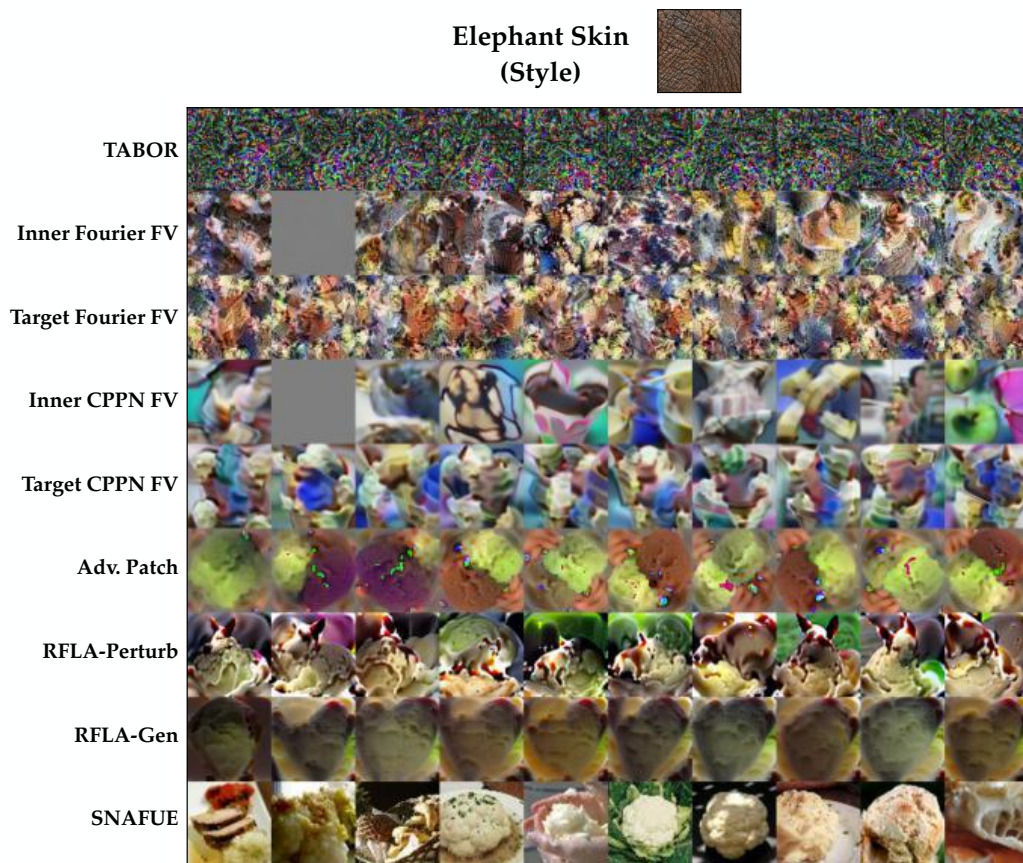 Elephant Skin
(Style)
TABOR
Inner Fourier FV
Target Fourier FV
Inner CPPN FV
Target CPPN FV
Adv. Patch
RFLA-Perturb
RFLA-Gen
SNAFUE